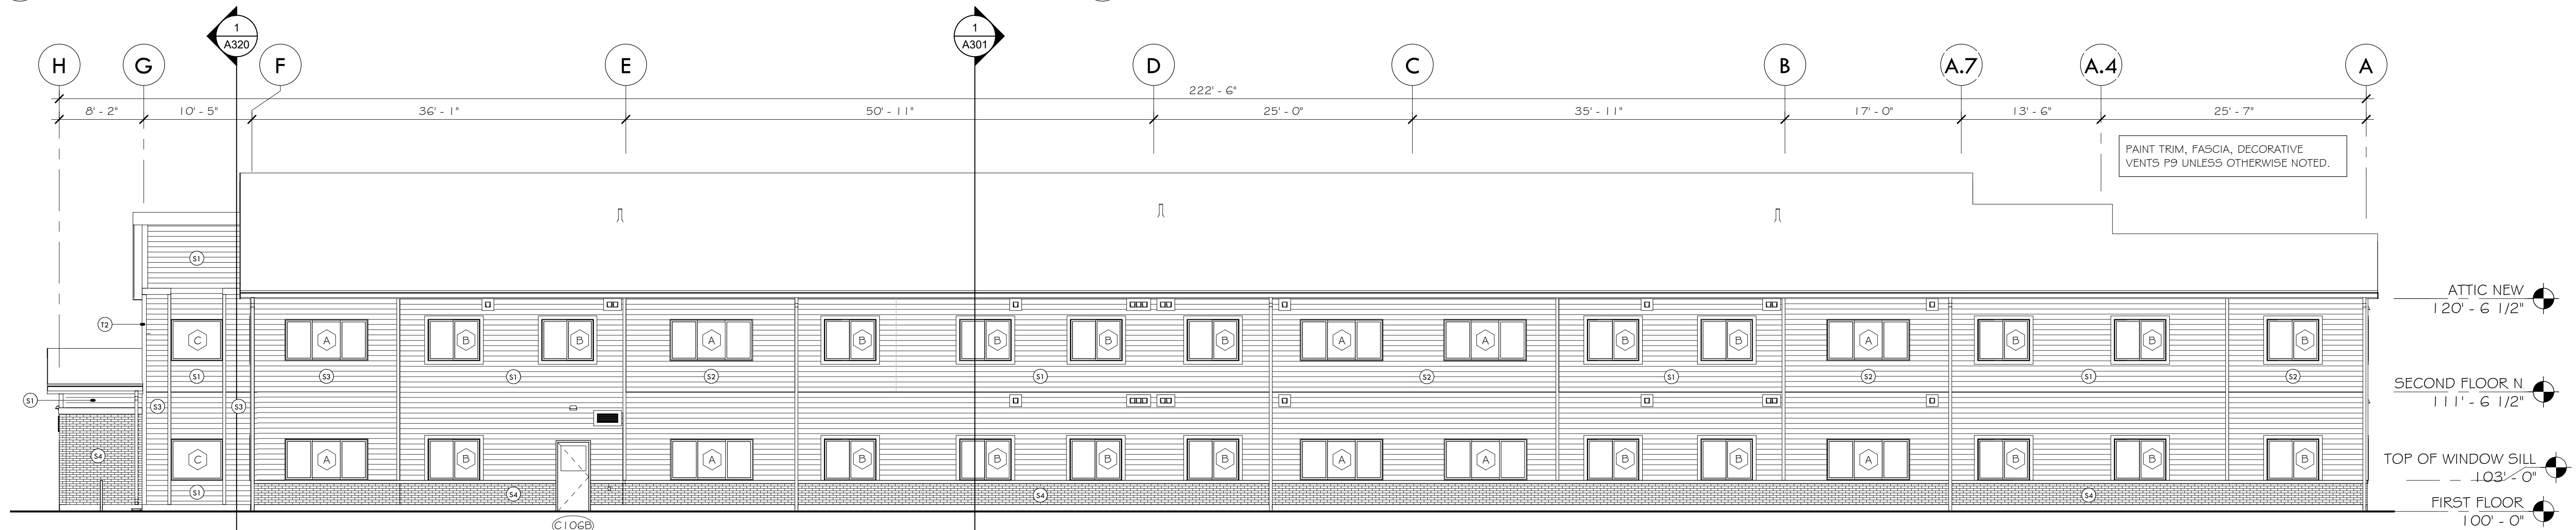 1
A320
1
A301
H
G
F
E
D
C
B
A.7
A.4
A
222' - 6"
8' - 2"
10' - 5"
36' - 1"
50' - 11"
25' - 0"
35' - 11"
17' - 0"
13' - 6"
25' - 7"
PAINT TRIM, FASCIA, DECORATIVE
VENTS P9 UNLESS OTHERWISE NOTED.
S1
ATTIC NEW
120' - 6 1/2"
T2
C
A
B
B
A
B
B
B
B
A
A
B
B
A
B
B
B
S1
S3
S1
S2
S1
S2
S1
S2
S1
S2
SECOND FLOOR N
111' - 6 1/2"
S1
S3
S3
S4
C
A
B
A
B
B
B
B
A
A
B
B
A
B
B
B
TOP OF WINDOW SILL
103' - 0"
S1
S4
S4
S4
FIRST FLOOR
100' - 0"
C106B